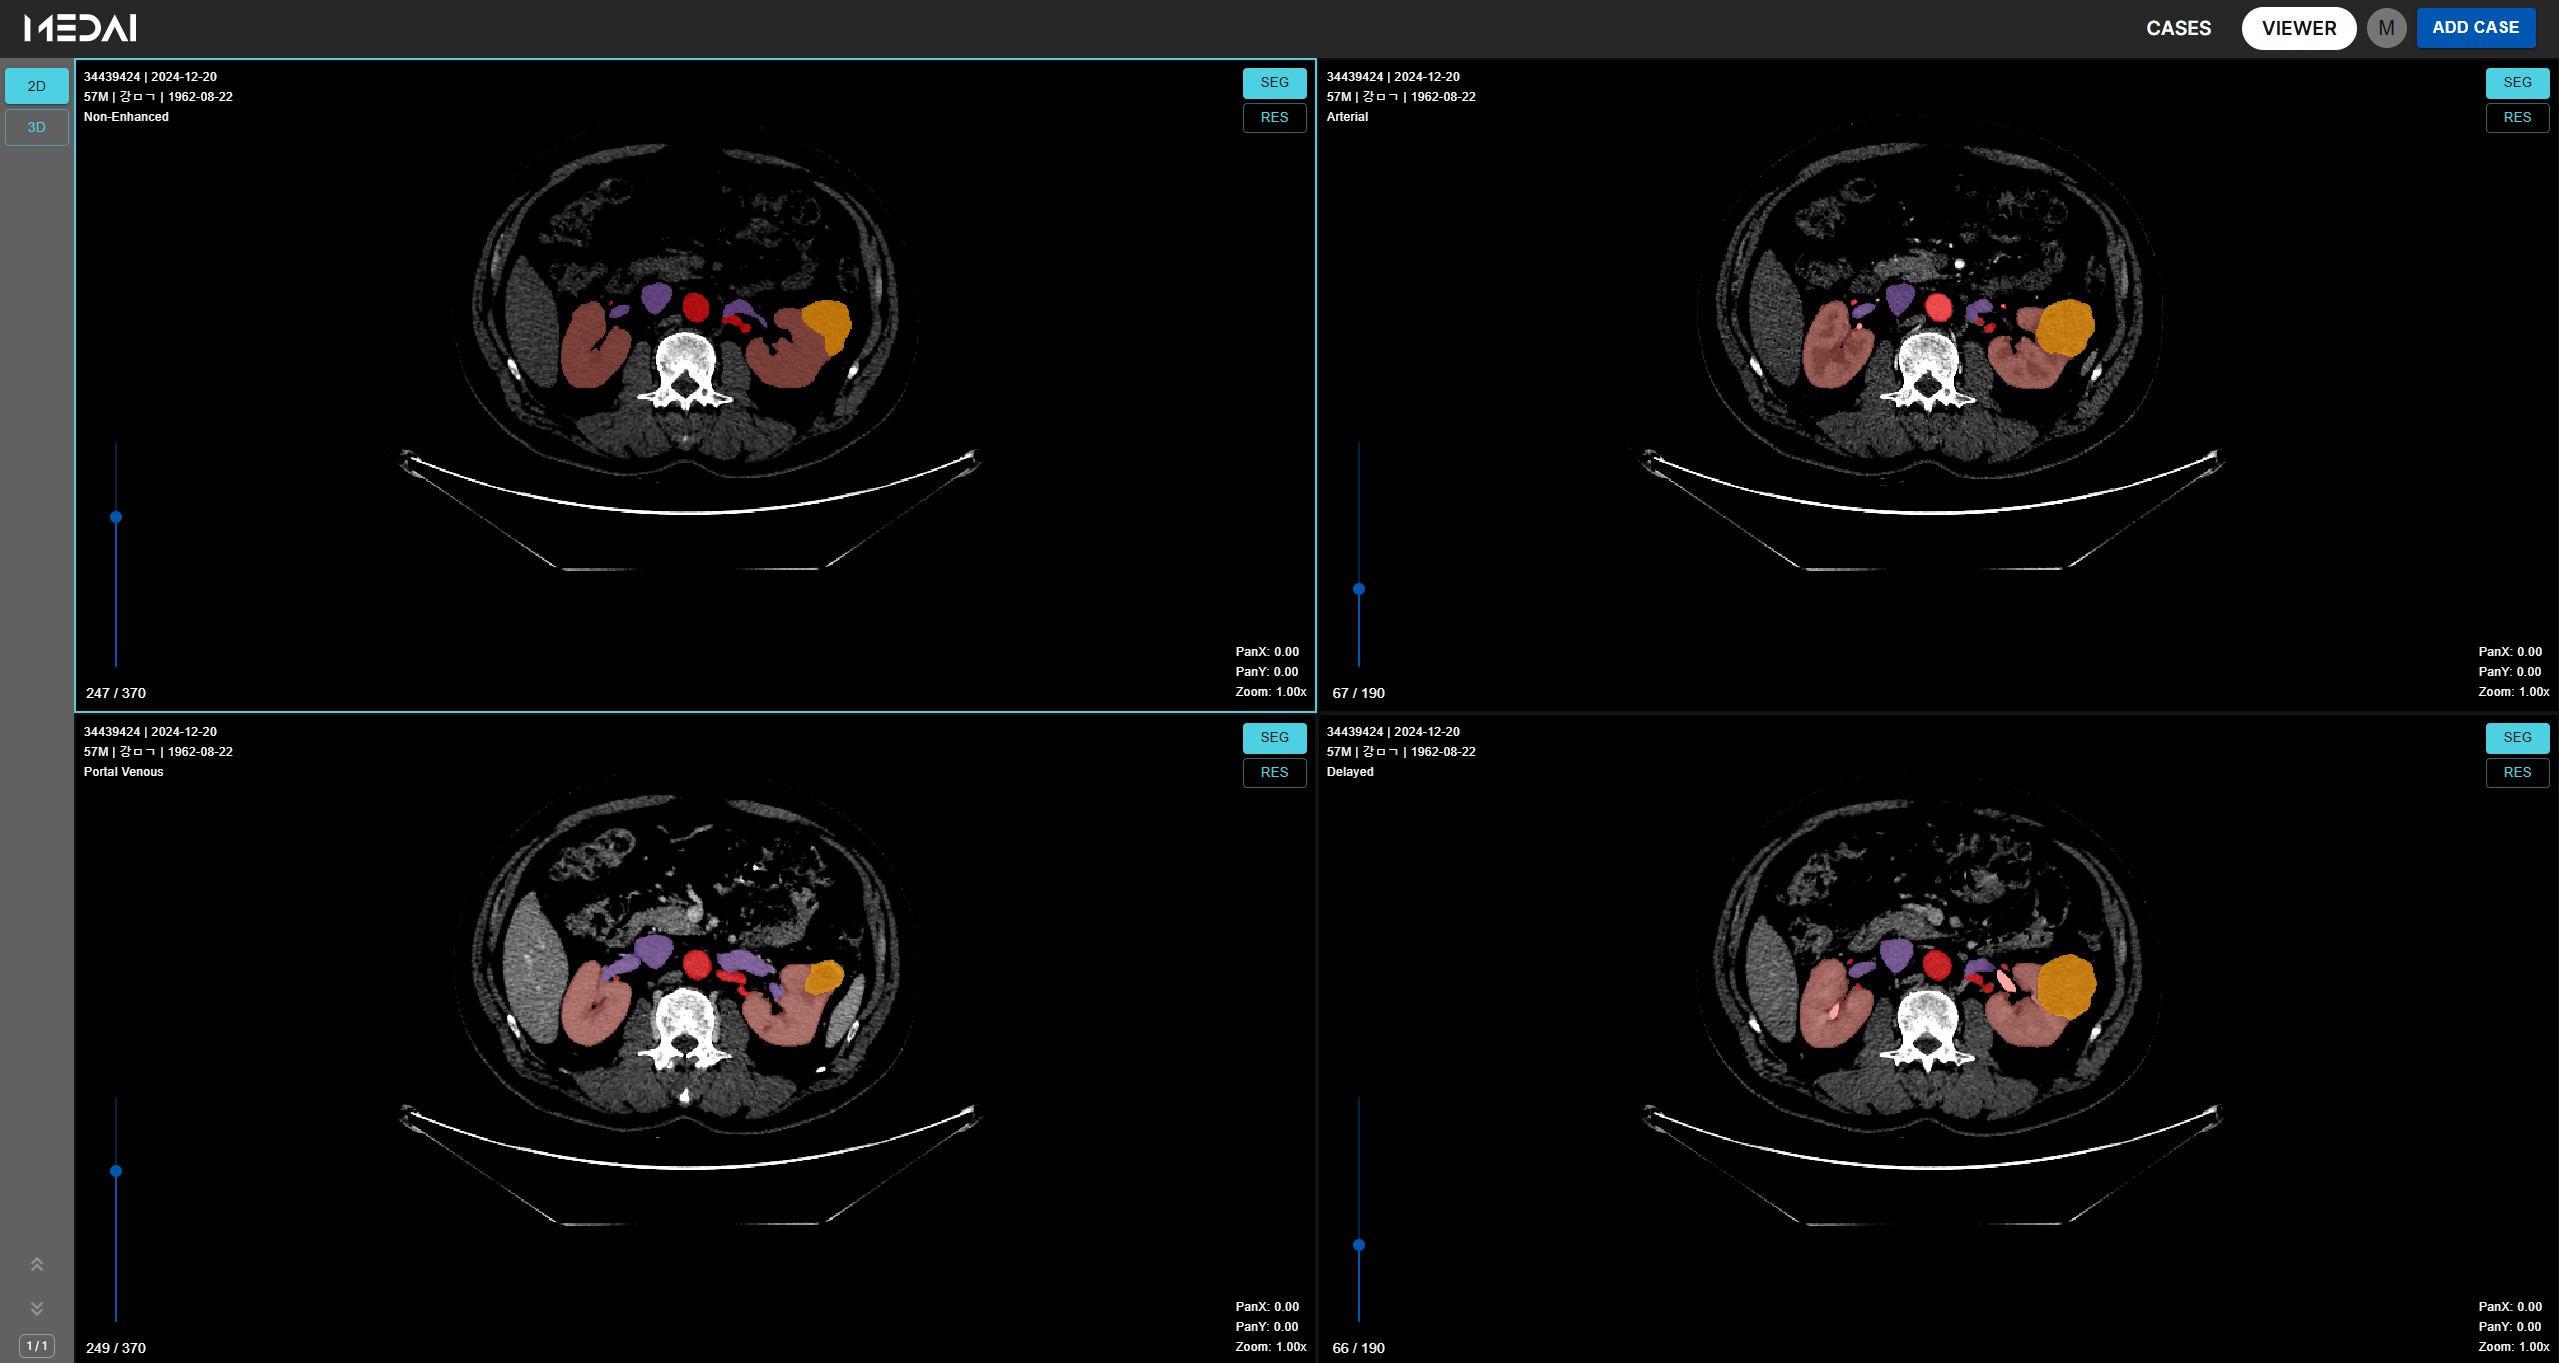 MEDAI
CASES
VIEWER
M
ADD CASE
2D
3D
34439424 | 2024-12-20
57M | 강ㅁㄱ | 1962-08-22
Non-Enhanced
SEG
RES
247 / 370
PanX: 0.00
PanY: 0.00
Zoom: 1.00x
34439424 | 2024-12-20
57M | 강ㅁㄱ | 1962-08-22
Arterial
SEG
RES
67 / 190
PanX: 0.00
PanY: 0.00
Zoom: 1.00x
34439424 | 2024-12-20
57M | 강ㅁㄱ | 1962-08-22
Portal Venous
SEG
RES
249 / 370
PanX: 0.00
PanY: 0.00
Zoom: 1.00x
34439424 | 2024-12-20
57M | 강ㅁㄱ | 1962-08-22
Delayed
SEG
RES
66 / 190
PanX: 0.00
PanY: 0.00
Zoom: 1.00x
1 / 1